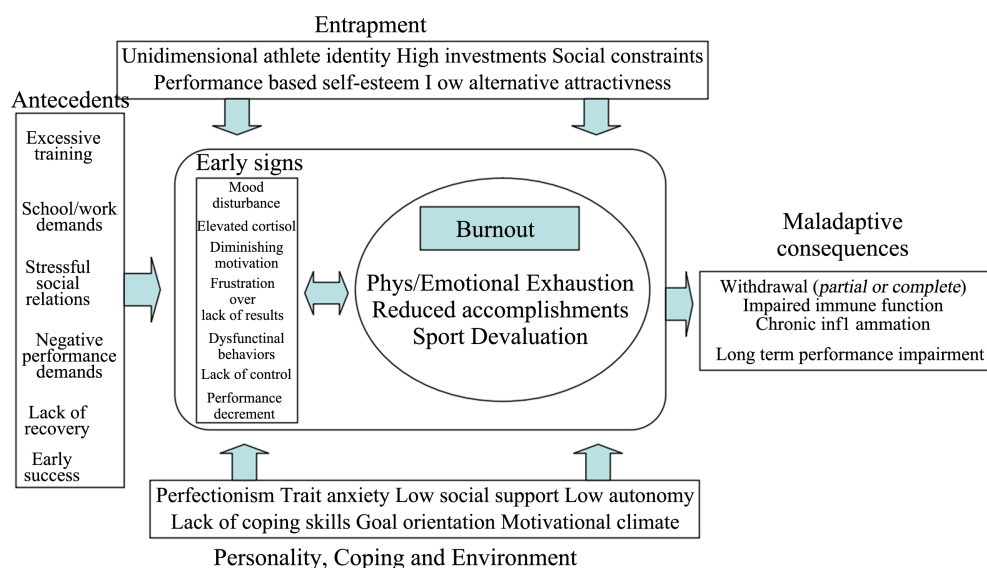 Entrapment
Unidimensional athlete identity High investments Social constraints
Performance based self-esteem I ow alternative attractivness
Antecedents
Excessive
training
School/work
demands
Stressful
social
relations
Negative
performance
demands
Lack of
recovery
Early
success
Early signs
Mood
disturbance
Elevated cortisol
Diminishing
motivation
Frustration
over
lack of results
Dysfunctinal
behaviors
Lack of control
Performance
decrement
Burnout
Phys/Emotional Exhaustion
Reduced accomplishments
Sport Devaluation
Maladaptive
consequences
Withdrawal (partial or complete)
Impaired immune function
Chronic inf1 ammation
Long term performance impairment
Perfectionism Trait anxiety Low social support Low autonomy
Lack of coping skills Goal orientation Motivational climate
Personality, Coping and Environment